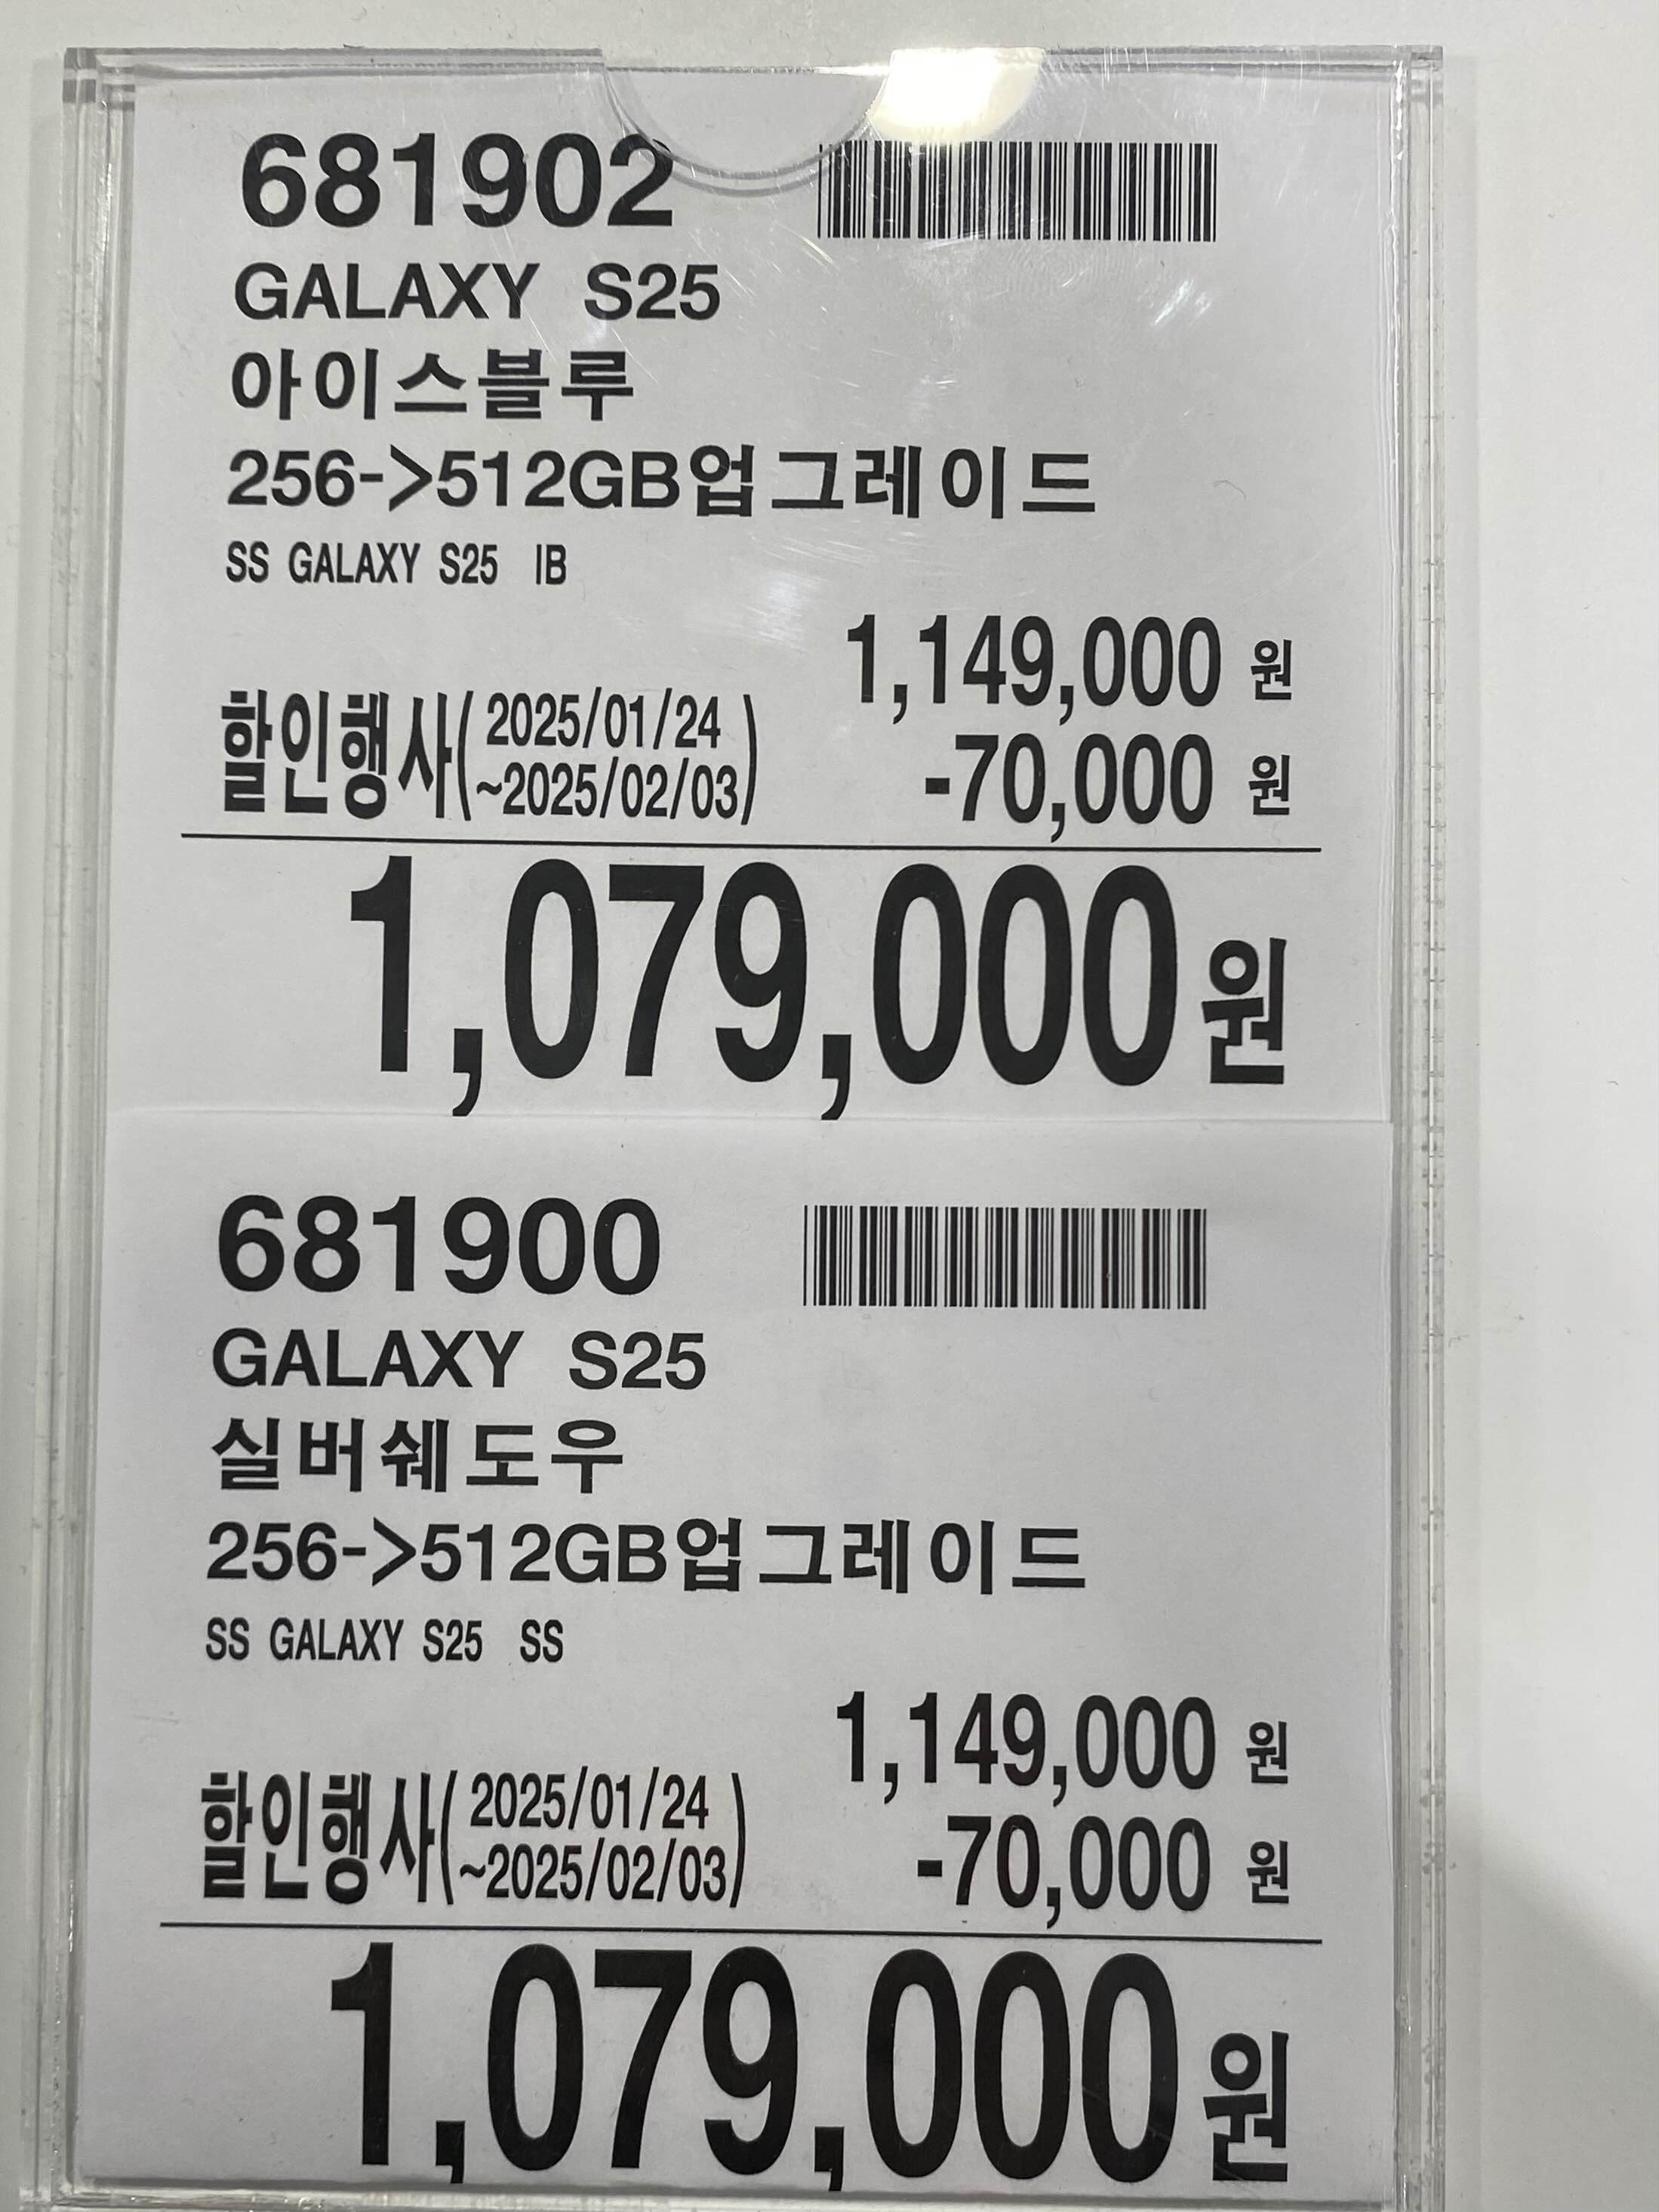 681902
GALAXY S25
아이스블루
256->512GB업그레이드
SS GALAXY S25 IB
1,149,000 원
할인행사(2025/01/24
~2025/02/03) -70,000 원
1,079,000원
681900
GALAXY S25
실버쉐도우
256->512GB업그레이드
SS GALAXY S25 SS
1,149,000 원
할인행사(2025/01/24
~2025/02/03) -70,000 원
1,079,000원